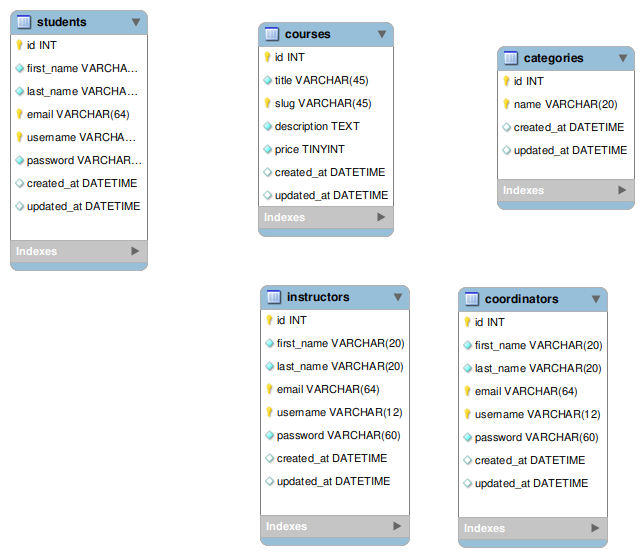 students
id INT
first_name VARCHA...
last_name VARCHA...
email VARCHAR(64)
username VARCHA...
password VARCHAR...
created_at DATETIME
updated_at DATETIME
Indexes
courses
id INT
title VARCHAR(45)
slug VARCHAR(45)
description TEXT
price TINYINT
created_at DATETIME
updated_at DATETIME
Indexes
categories
id INT
name VARCHAR(20)
created_at DATETIME
updated_at DATETIME
Indexes
instructors
id INT
first_name VARCHAR(20)
last_name VARCHAR(20)
email VARCHAR(64)
username VARCHAR(12)
password VARCHAR(60)
created_at DATETIME
updated_at DATETIME
Indexes
coordinators
id INT
first_name VARCHAR(20)
last_name VARCHAR(20)
email VARCHAR(64)
username VARCHAR(12)
password VARCHAR(60)
created_at DATETIME
updated_at DATETIME
Indexes